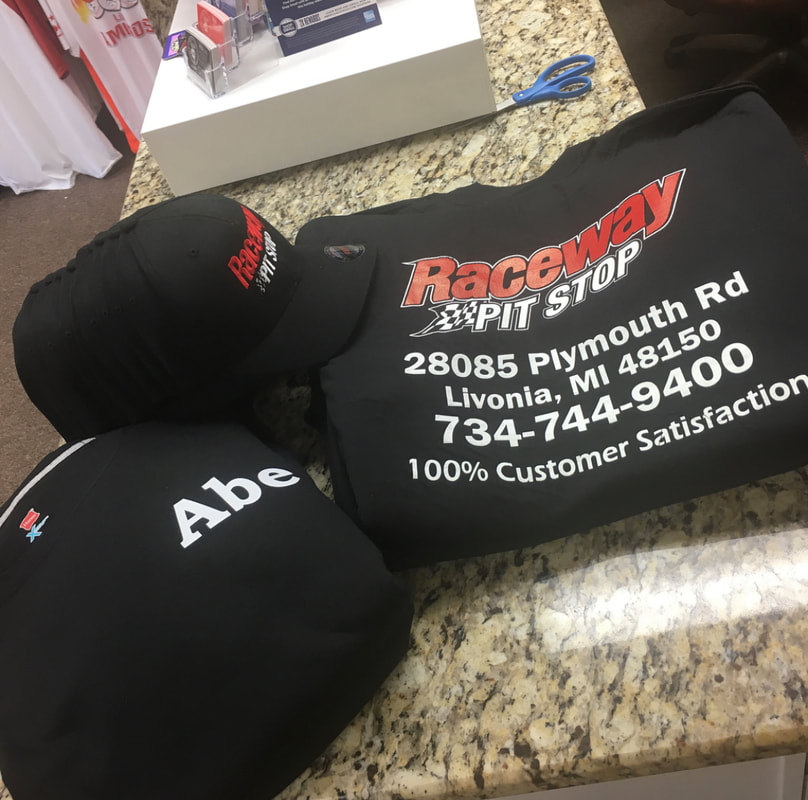 AMIGOS
Raceway
PIT STOP
Raceway
PIT STOP
28085 Plymouth Rd
Livonia, MI 48150
734-744-9400
100% Customer Satisfaction
Abe